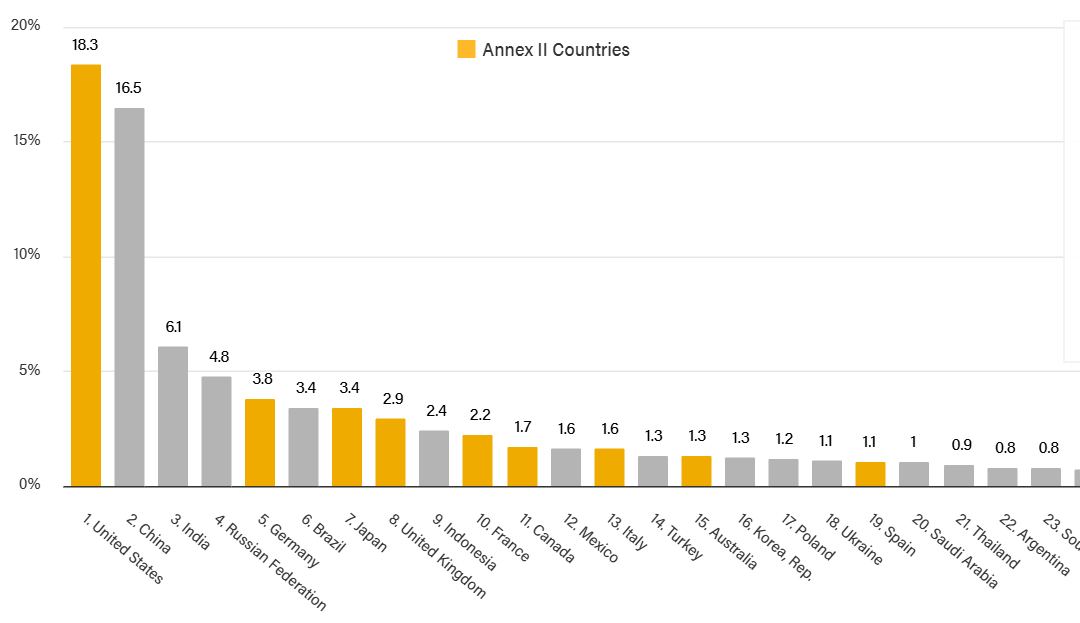 20%
15%
10%
5%
0%
Annex II Countries
18.3
16.5
6.1
4.8
3.8
3.4
3.4
2.9
2.4
2.2
1.7
1.6
1.6
1.3
1.3
1.3
1.2
1.1
1.1
1
0.9
0.8
0.8
1. United States
2. China
3. India
4. Russian Federation
5. Germany
6. Brazil
7. Japan
8. United Kingdom
9. Indonesia
10. France
11. Canada
12. Mexico
13. Italy
14. Turkey
15. Australia
16. Korea, Rep.
17. Poland
18. Ukraine
19. Spain
20. Saudi Arabia
21. Thailand
22. Argentina
23.